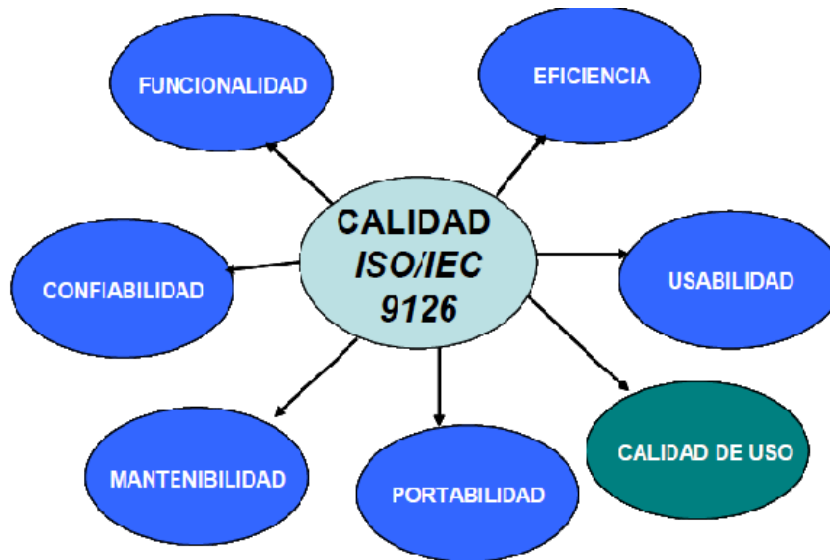 FUNCIONALIDAD
EFICIENCIA
CALIDAD
ISO/IEC
9126
CONFIABILIDAD
USABILIDAD
MANTENIBILIDAD
PORTABILIDAD
CALIDAD DE USO